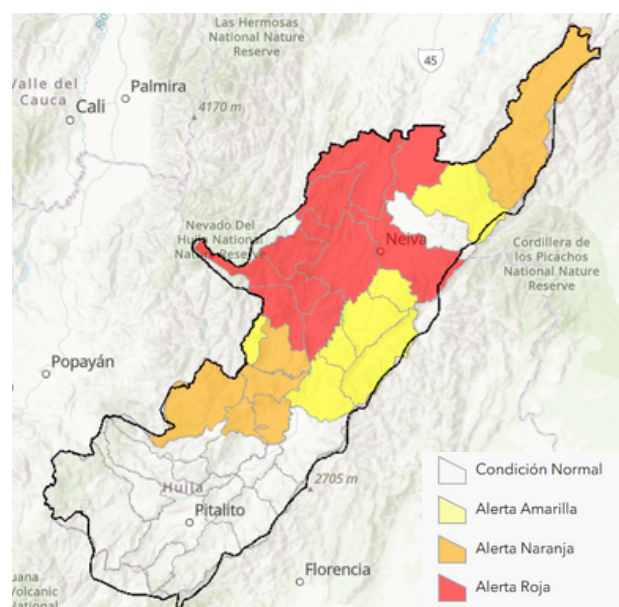 Las Hermosas
National Nature
Reserve
45
Valle del
Cauca
Palmira
Cali
4170 m
Nevado Del
Huila National
Nature Reserve
Neiva
Cordillera de
los Picachos
National Nature
Reserve
Popayán
Huila
2705 m
Pitalito
Florencia
Volcanic
National
Condición Normal
Alerta Amarilla
Alerta Naranja
Alerta Roja